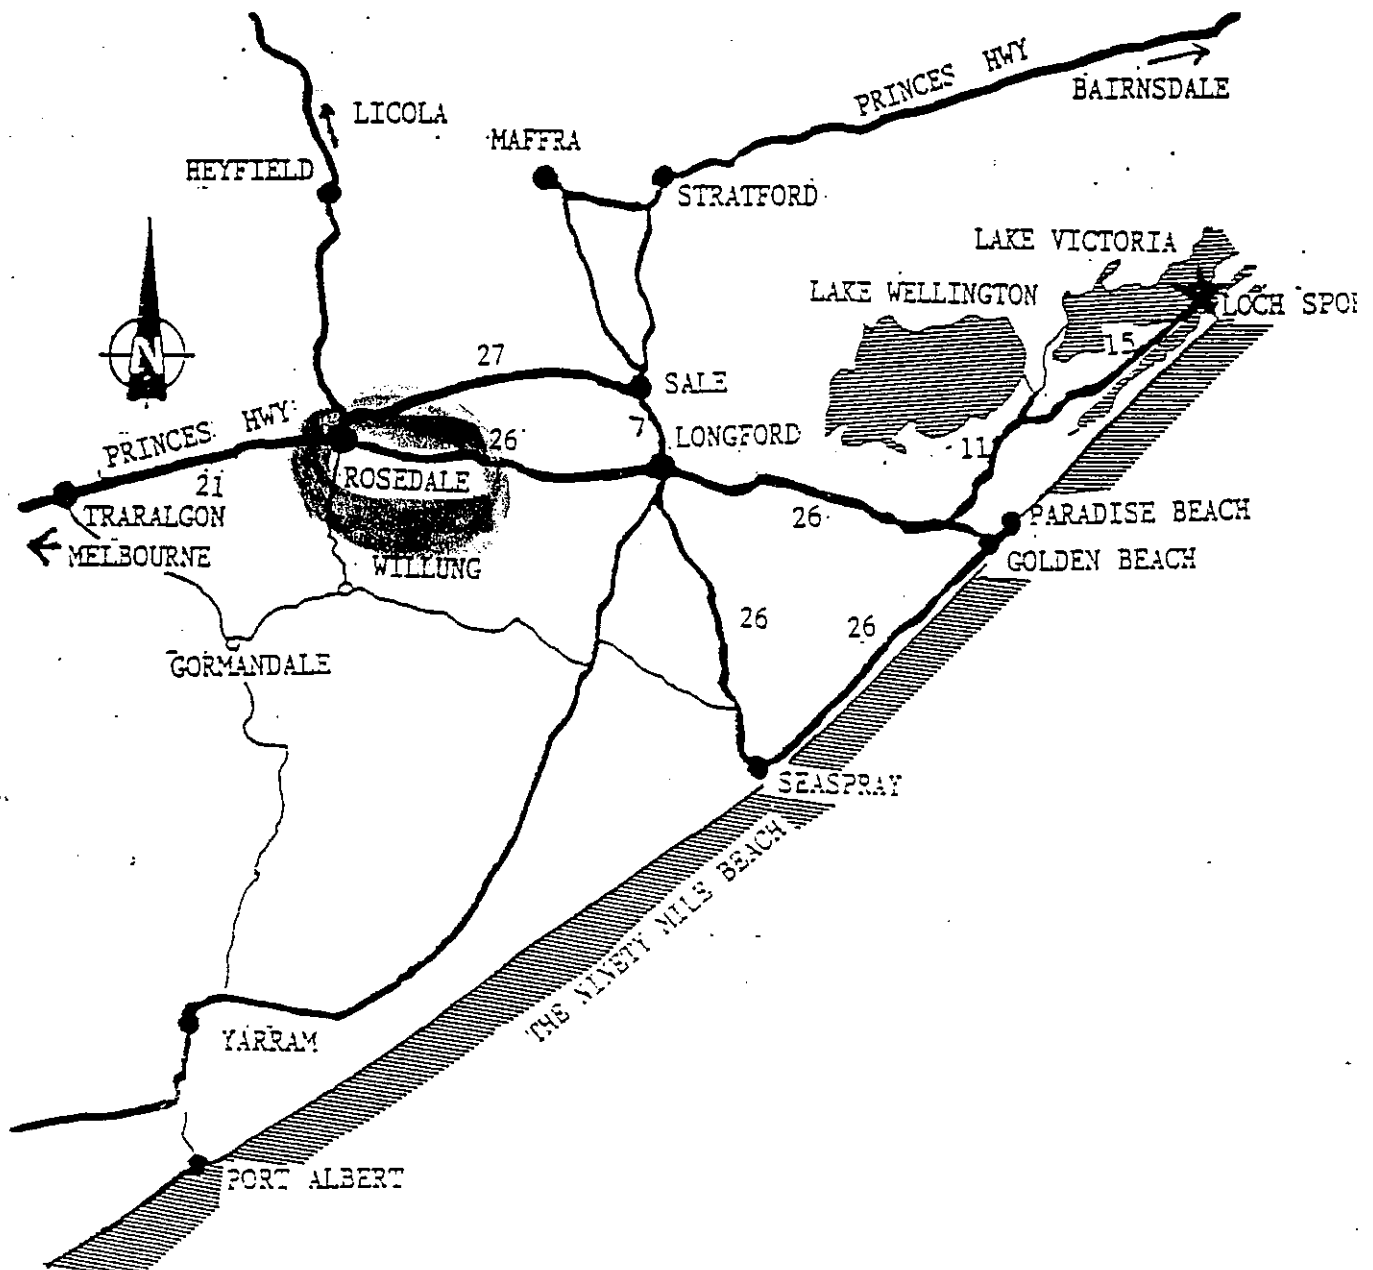 PRINCES HWY
BAIRNSDALE
LICOLA
MAFFRA
HEYFIELD
STRATFORD
LAKE VICTORIA
LAKE WELLINGTON
LOCH SPO
N
27
15
SALE
PRINCES HWY
7
26
LONGFORD
11
ROSEDALE
21
TRARALGON
26
PARADISE BEACH
MELBOURNE
WILLUNG
GOLDEN BEACH
26
26
GORMANDALE
SEASPRAY
THE NINETY MILE BEACH
YARRAM
PORT ALBERT